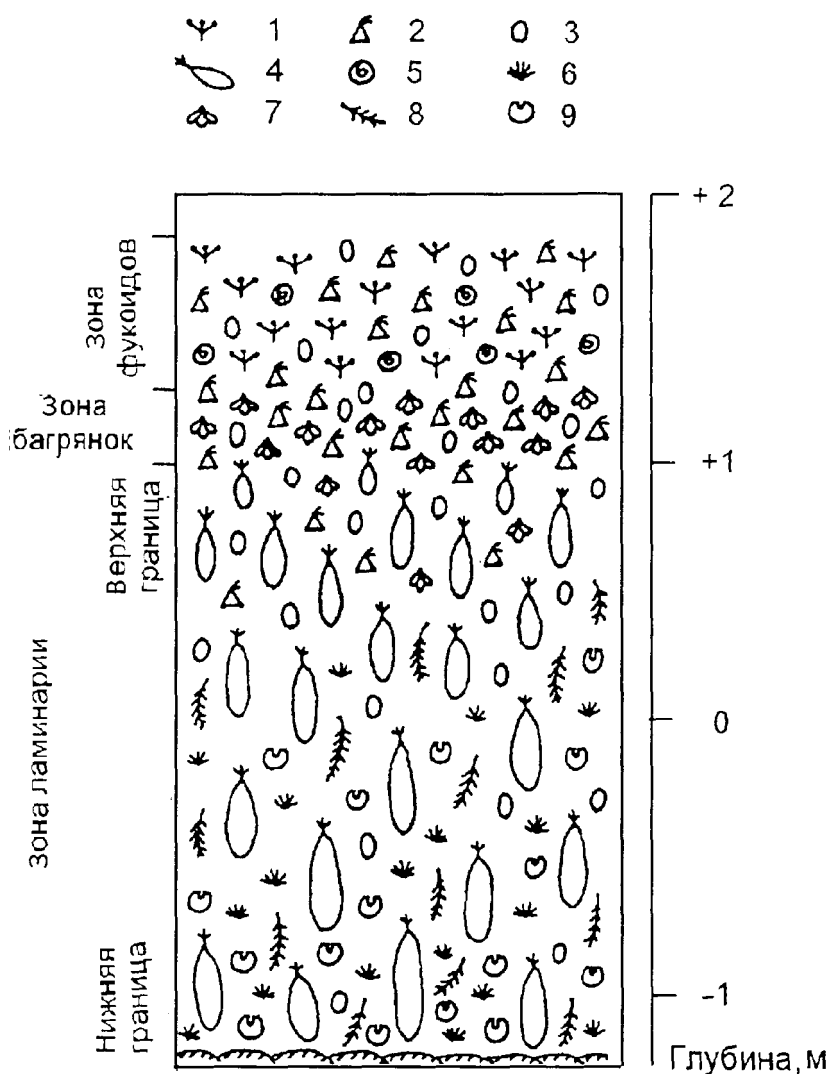 1 2 3
4 5 6
7 8 9
+ 2
Зона
фукоидов
Зона
багрянок
+1
Верхняя
граница
Зона ламинарии
0
Нижняя
граница
-1
Глубина, м